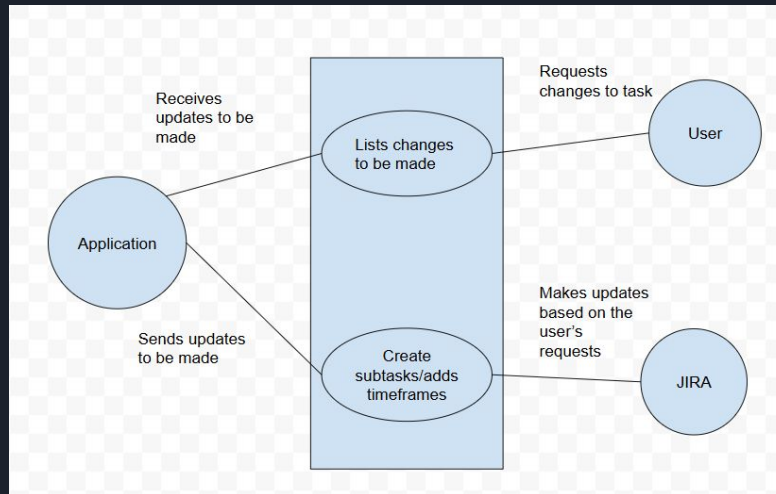 Receives
updates to be
made
Requests
changes to task
Lists changes
to be made
User
Application
Makes updates
based on the
user's
requests
Sends updates
to be made
Create
subtasks/adds
timeframes
JIRA